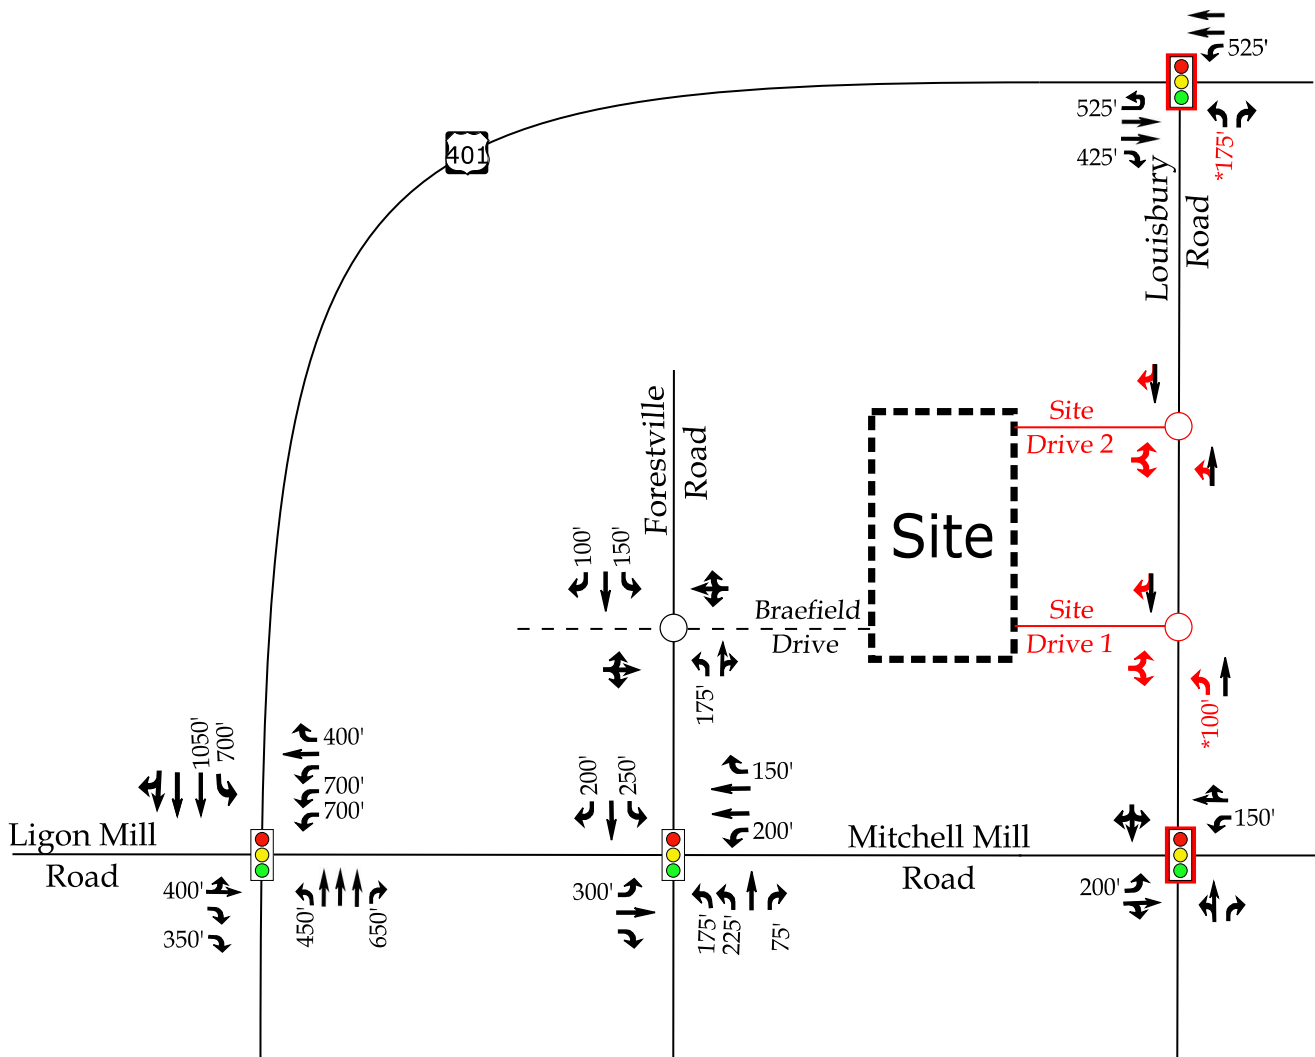 525'
525'
425'
*175'
401
Louisbury
Road
Forestville
Road
Site
Drive 2
Site
100'
150'
Braefield
Drive
Site
Drive 1
175'
*100'
1050'
700'
400'
700'
700'
200'
250'
150'
200'
150'
Ligon Mill
Road
Mitchell Mill
Road
400'
350'
450'
650'
300'
175'
225'
75'
200'